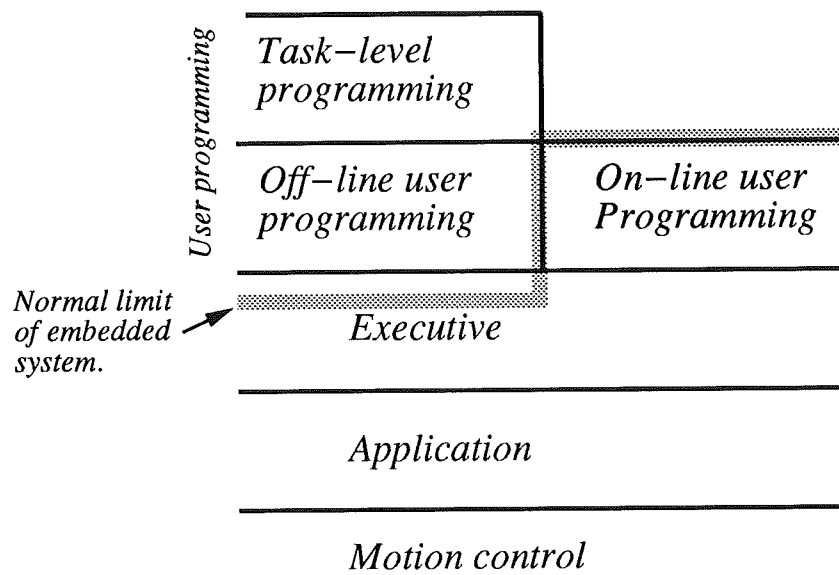 User programming
Task-level
programming
Off-line user
programming
On-line user
Programming
Normal limit
of embedded
system.
Executive
Application
Motion control